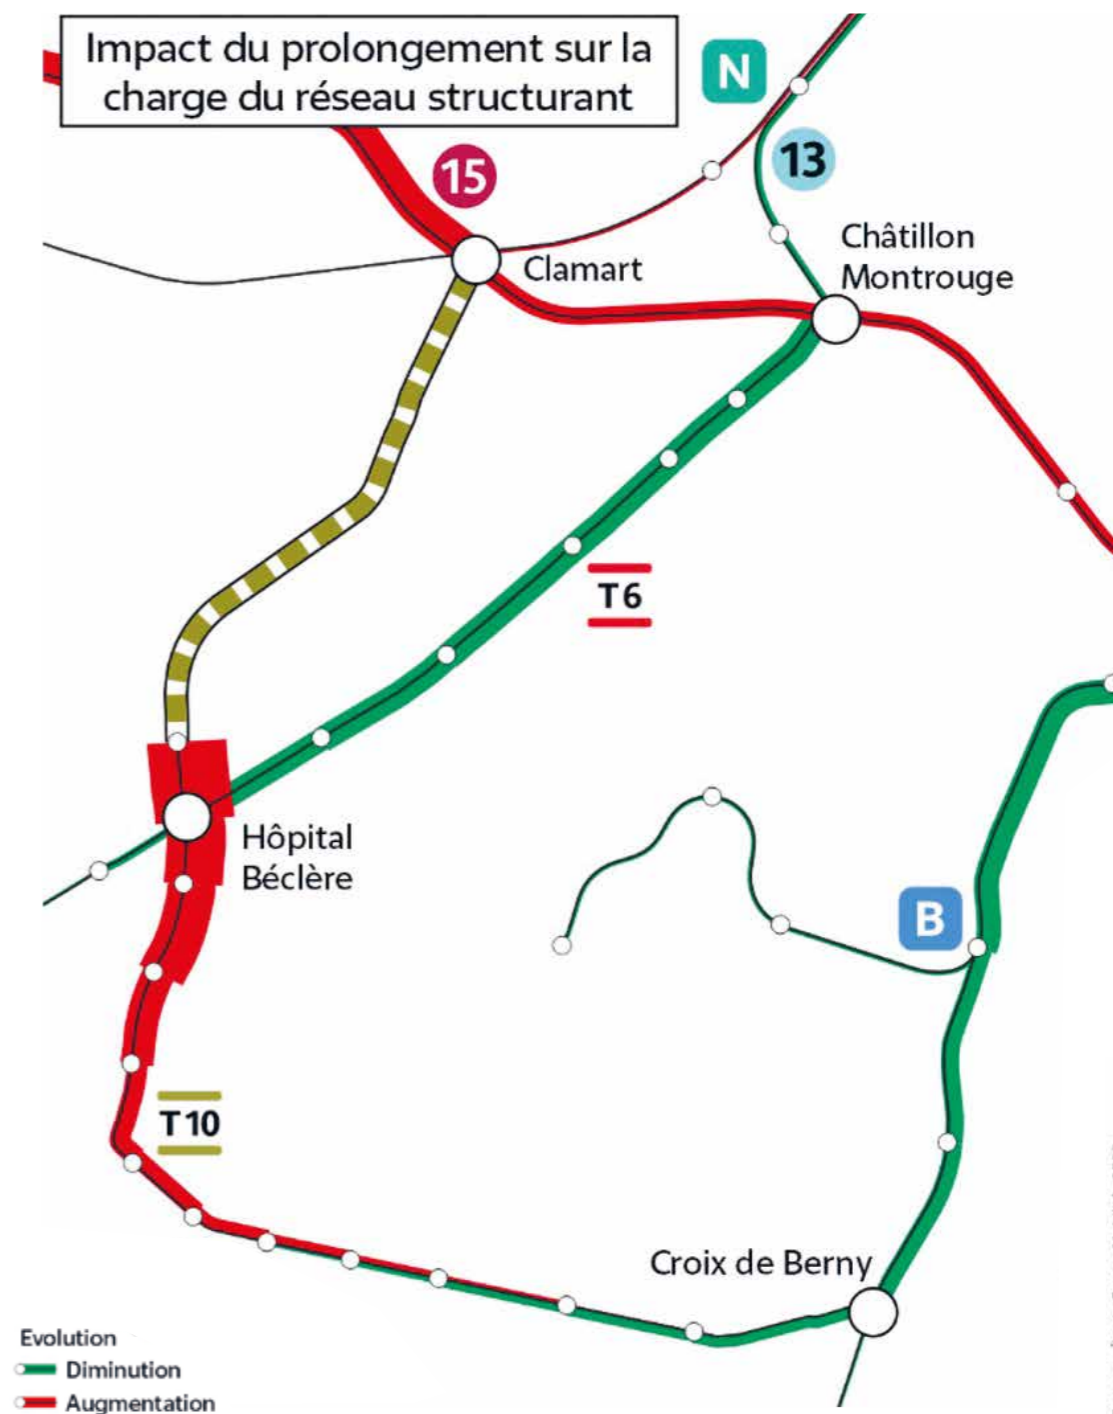 Impact du prolongement sur la
charge du réseau structurant
N
15
13
Châtillon
Montrouge
Clamart
T6
Hôpital
Béclère
B
T10
Croix de Berny
Evolution
Diminution
Augmentation